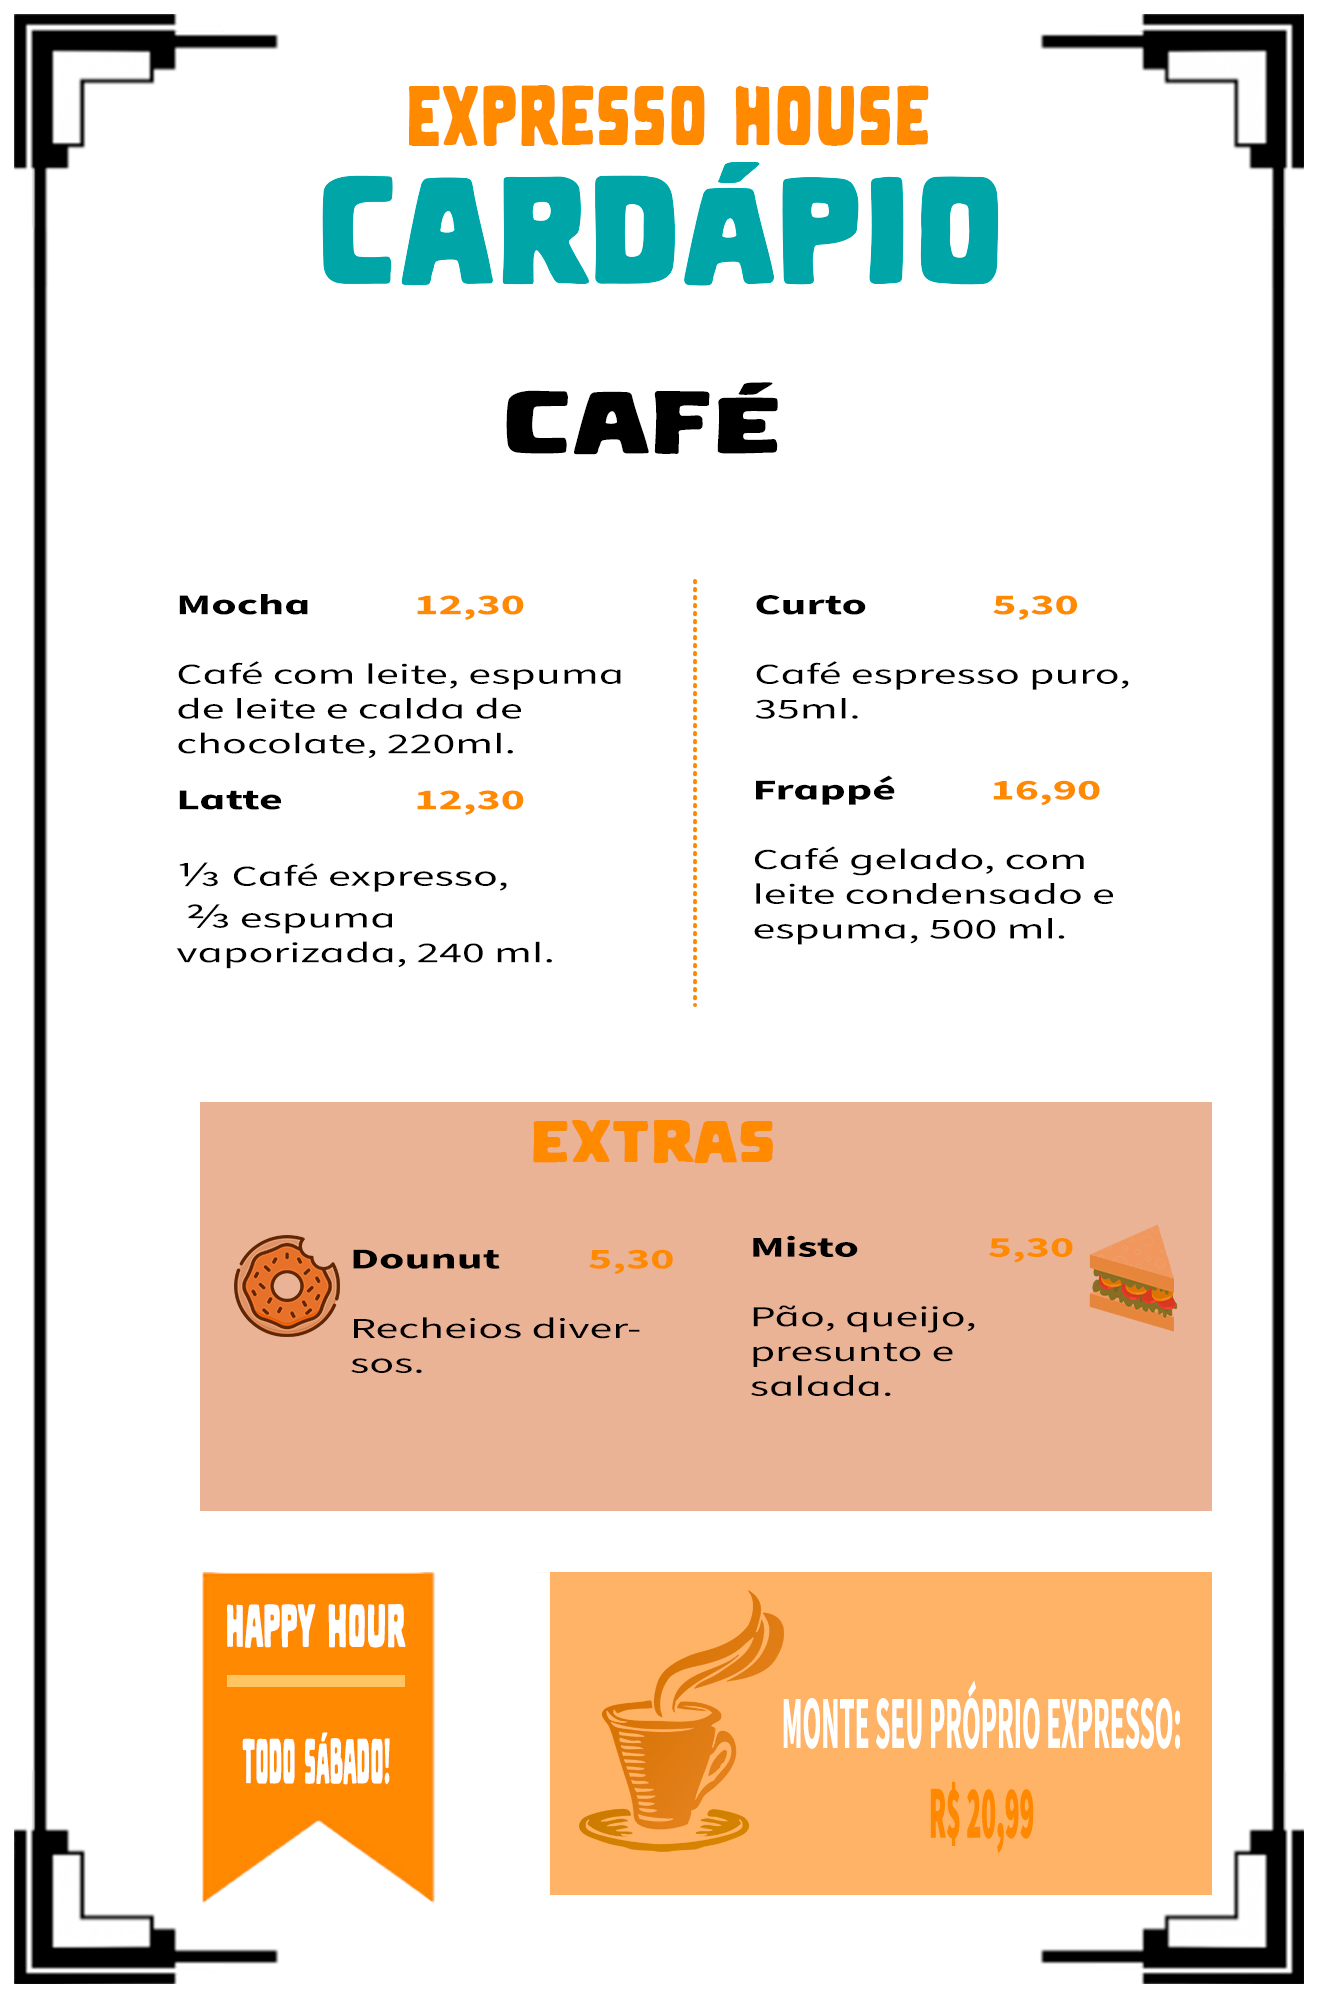 EXPRESSO HOUSE
CARDÁPIO
CAFÉ
Mocha 12,30
Café com leite, espuma
de leite e calda de
chocolate, 220ml.
Latte 12,30
⅓ Café expresso,
⅔ espuma
vaporizada, 240 ml.
Curto 5,30
Café espresso puro,
35ml.
Frappé 16,90
Café gelado, com
leite condensado e
espuma, 500 ml.
EXTRAS
Dounut 5,30
Recheios diver-
sos.
Misto 5,30
Pão, queijo,
presunto e
salada.
HAPPY HOUR
TODO SÁBADO!
MONTE SEU PRÓPRIO EXPRESSO:
R$ 20,99